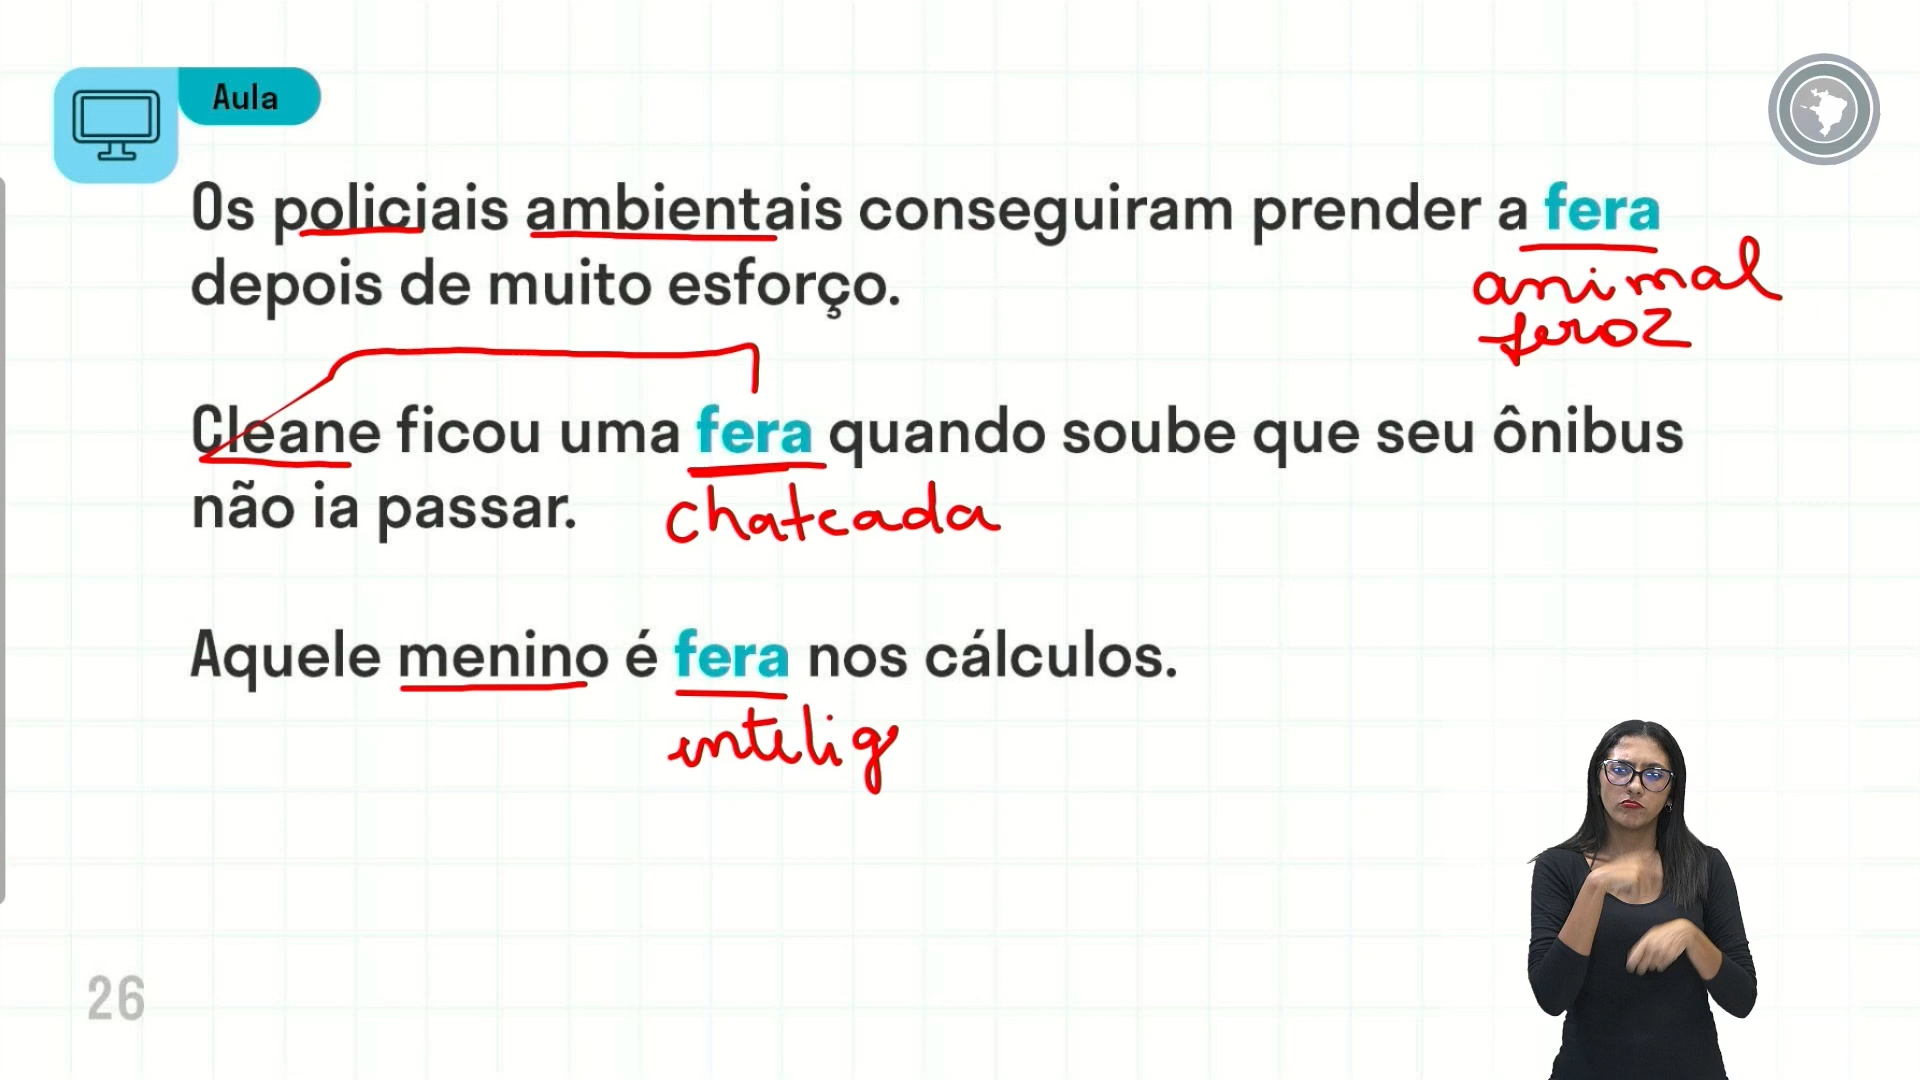 Aula
Os policiais ambientais conseguiram prender a fera
depois de muito esforço.
animal
feroz
Cleane ficou uma fera quando soube que seu ônibus
não ia passar.
chateada
Aquele menino é fera nos cálculos.
intelig
26